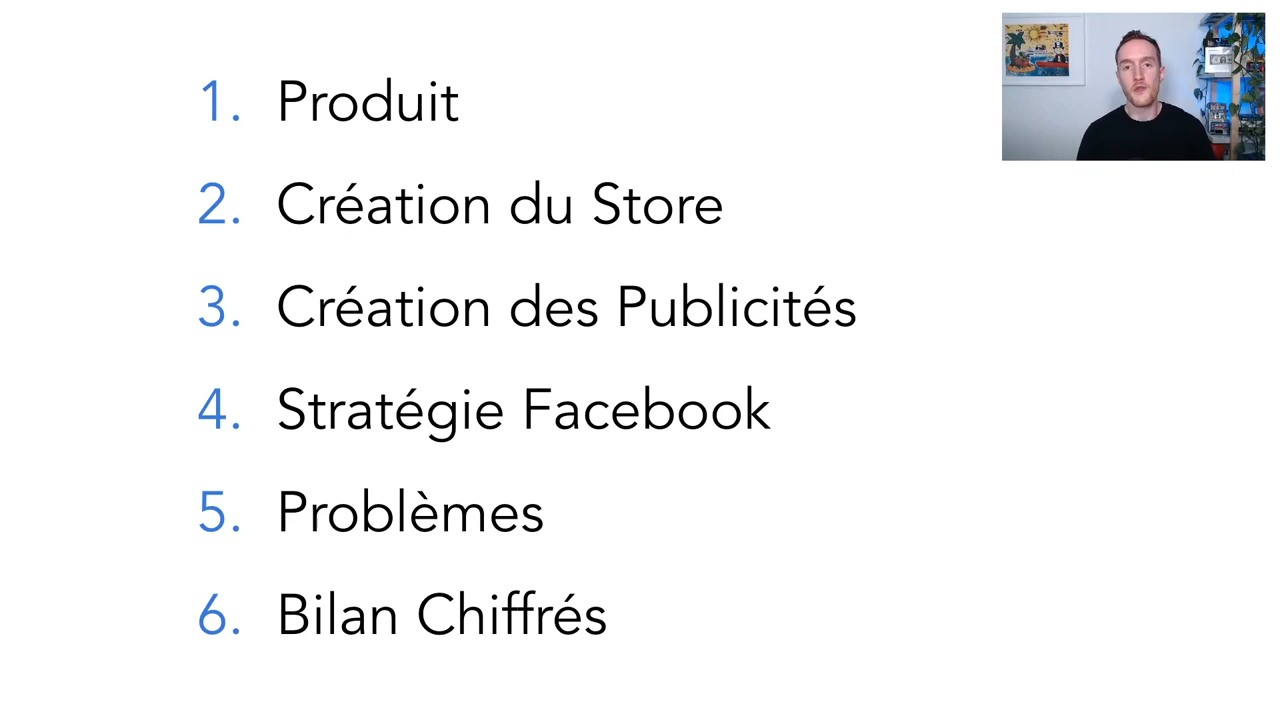 1. Produit
2. Création du Store
3. Création des Publicités
4. Stratégie Facebook
5. Problèmes
6. Bilan Chiffrés